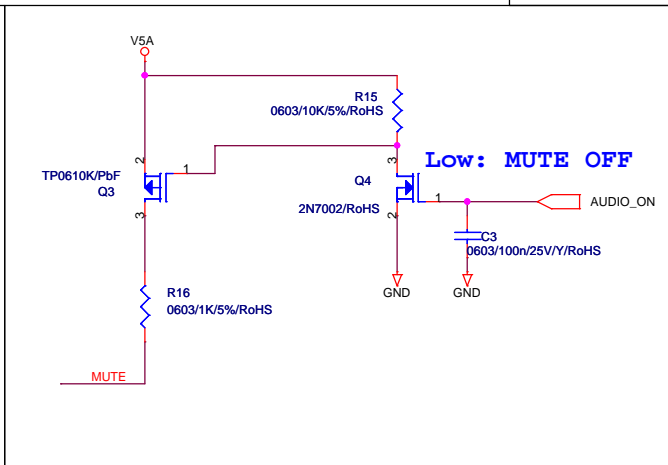 V5A
R15
0603/10K/5%/RoHS
Low: MUTE OFF
2
1
3
TP0610K/PbF
Q3
Q4
1
AUDIO_ON
3
2N7002/RoHS
2
C3
0603/100n/25V/Y/RoHS
R16
0603/1K/5%/RoHS
GND
GND
MUTE